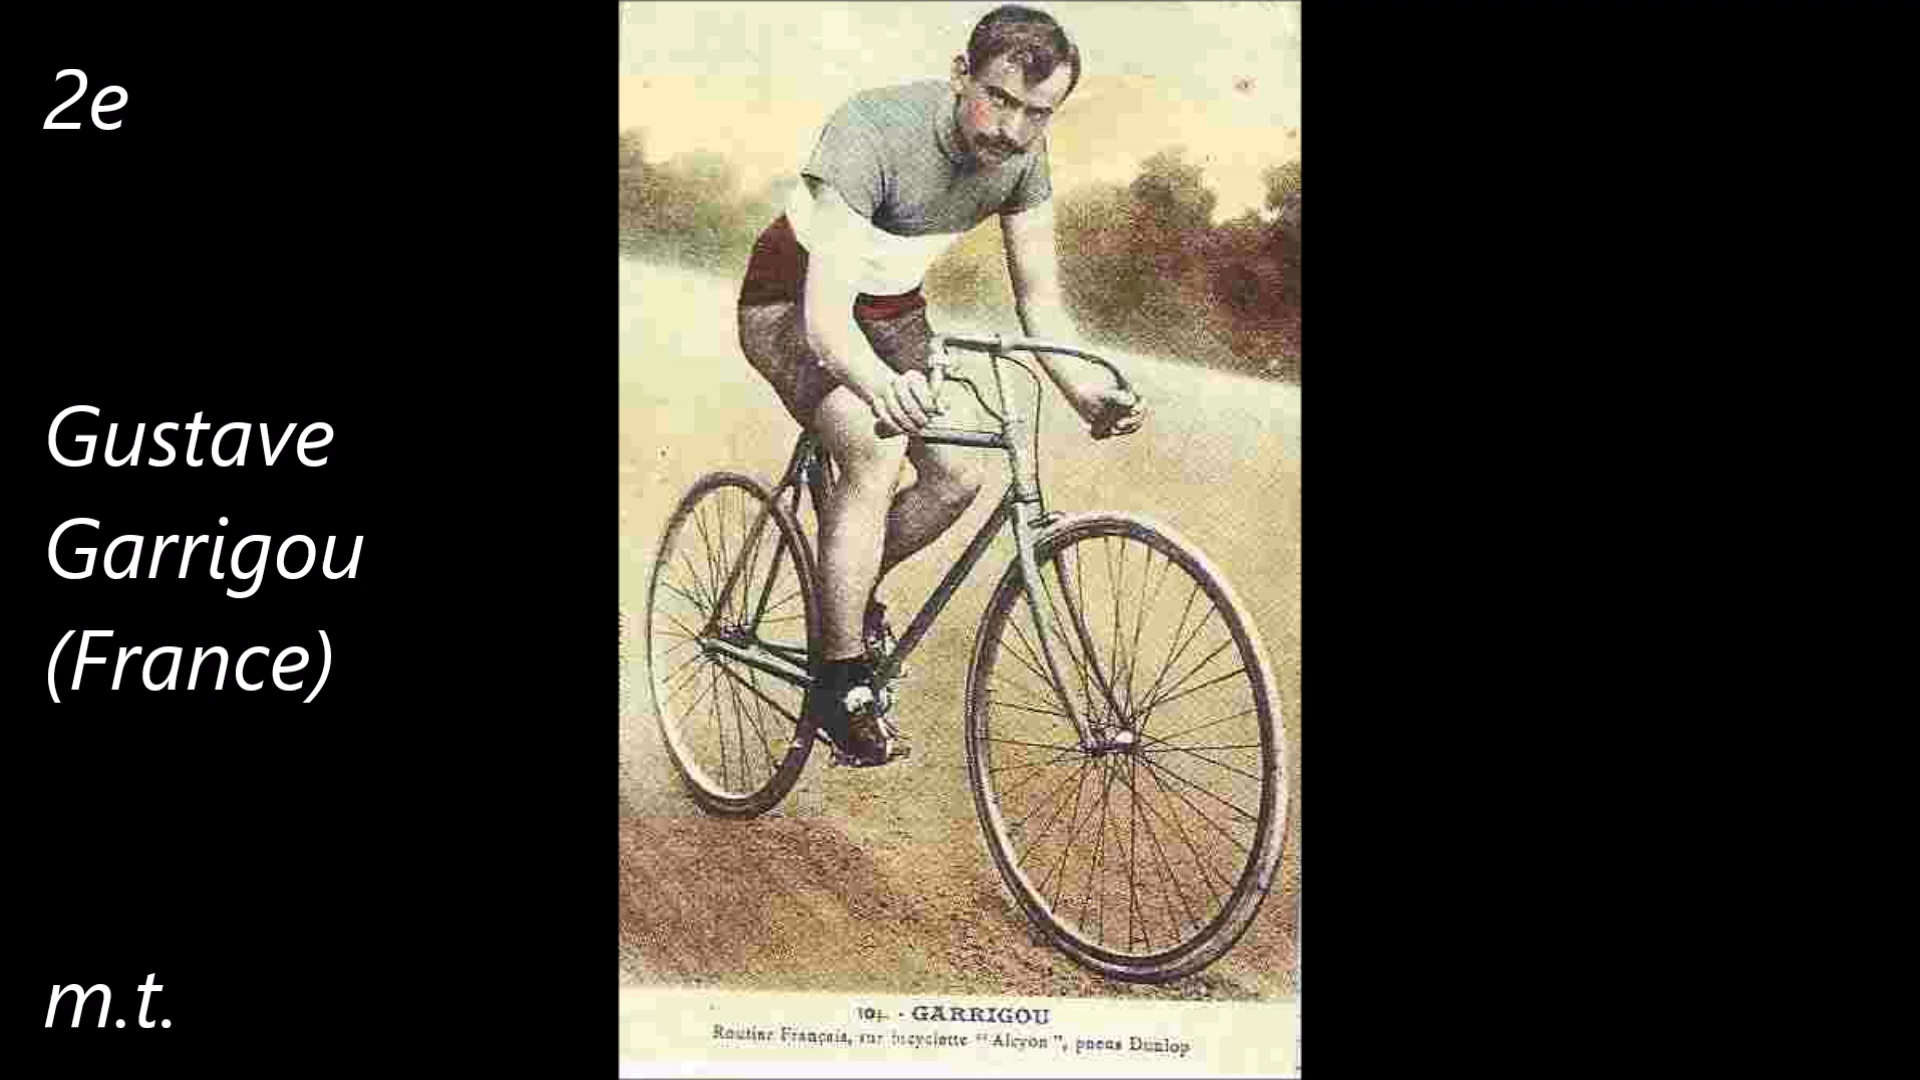 2e
Gustave
Garrigou
(France)
m.t.
- GARRIGOU
Routier Français, sur bicyclette "Alcyon", pneus Dunlop